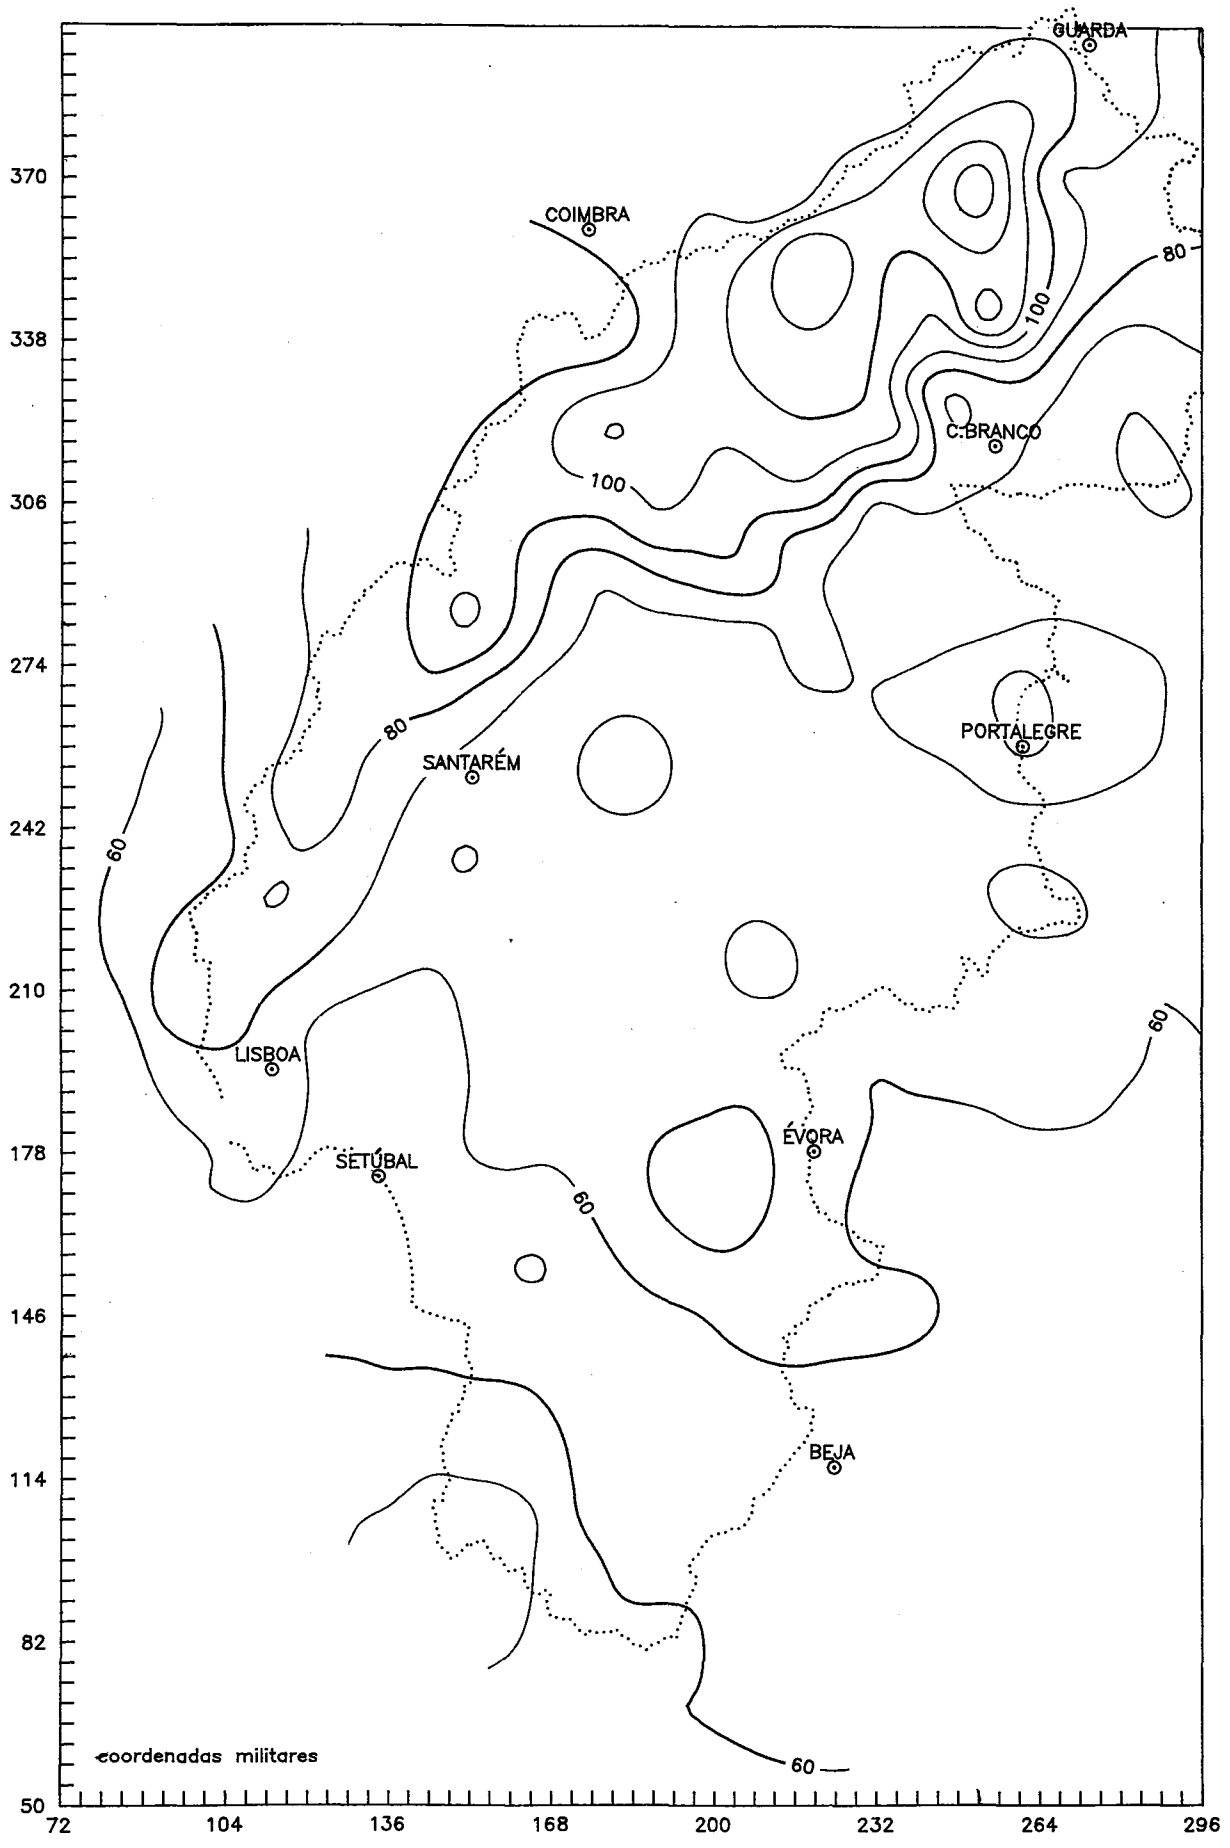 GUARDA
370
COIMBRA
80
100
338
C.BRANCO
100
306
274
80
PORTALEGRE
SANTARÉM
242
60
210
60
LISBOA
ÉVORA
178
SETÚBAL
60
146
BEJA
114
82
coordenadas militares
60
50
72 104 136 168 200 232 264 296